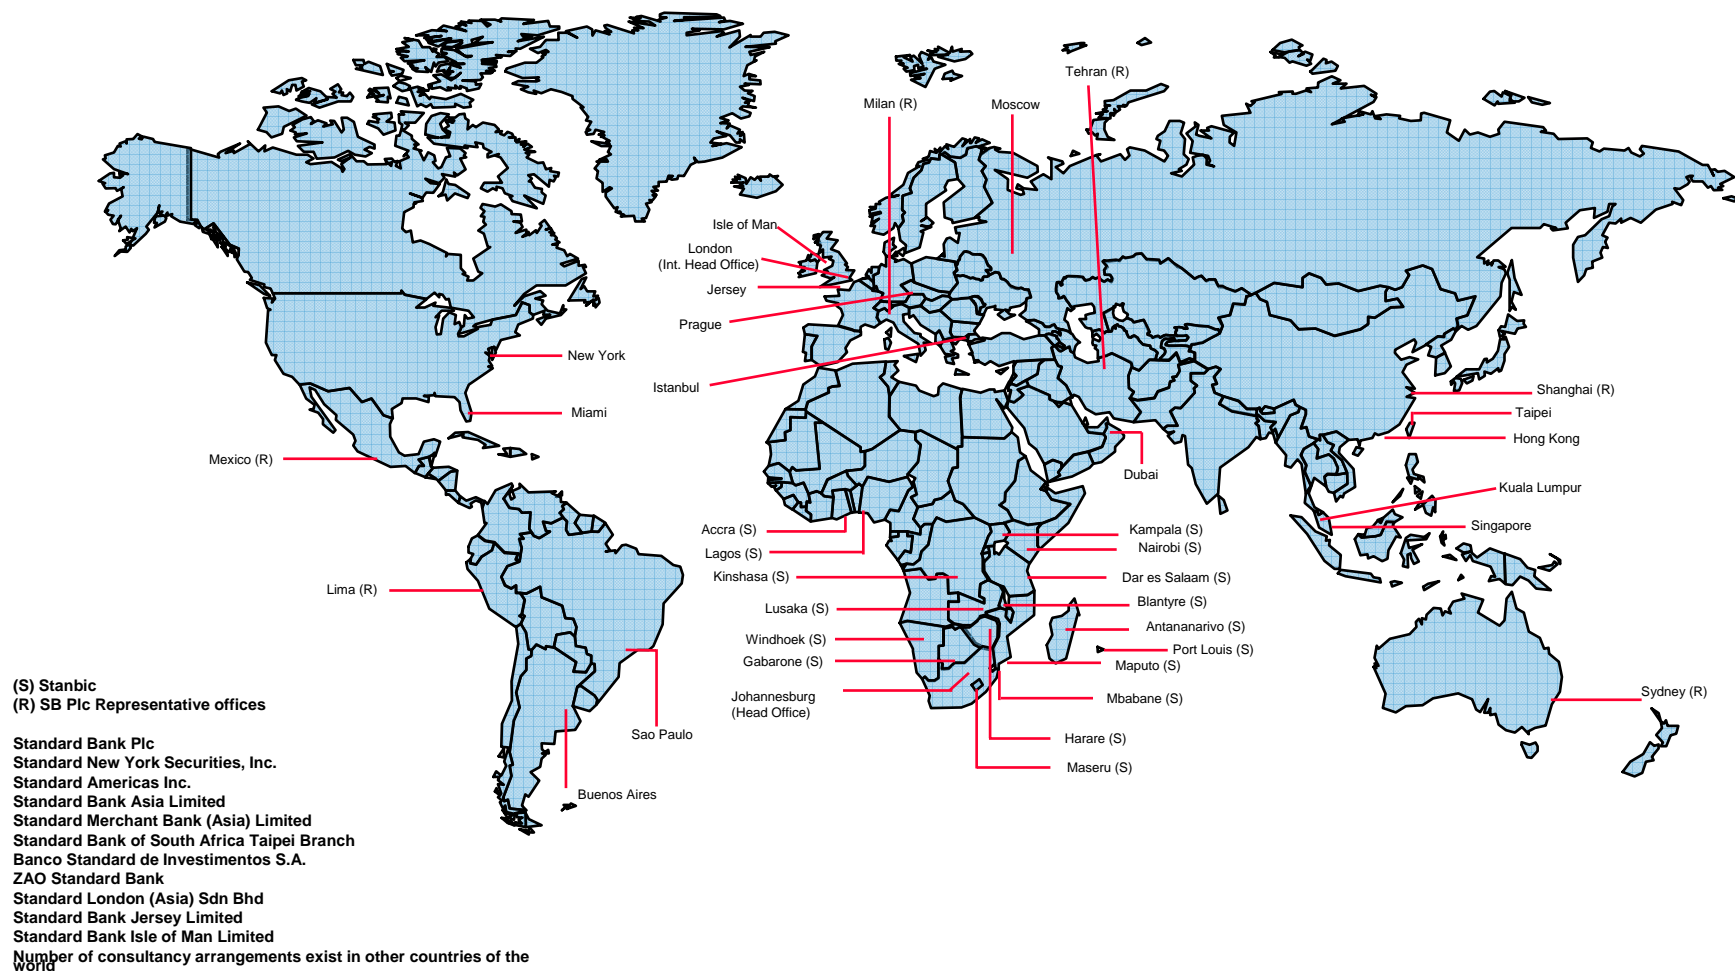 Tehran (R)
Milan (R)
Moscow
Isle of Man
London
(Int. Head Office)
Jersey
Prague
Istanbul
New York
Miami
Mexico (R)
Shanghai (R)
Taipei
Hong Kong
Dubai
Kuala Lumpur
Singapore
Accra (S)
Lagos (S)
Kinshasa (S)
Lusaka (S)
Windhoek (S)
Gabarone (S)
Johannesburg
(Head Office)
Kampala (S)
Nairobi (S)
Dar es Salaam (S)
Blantyre (S)
Antananarivo (S)
Port Louis (S)
Maputo (S)
Mbabane (S)
Harare (S)
Maseru (S)
Lima (R)
Sao Paulo
Buenos Aires
Sydney (R)
(S) Stanbic
(R) SB Plc Representative offices
Standard Bank Plc
Standard New York Securities, Inc.
Standard Americas Inc.
Standard Bank Asia Limited
Standard Merchant Bank (Asia) Limited
Standard Bank of South Africa Taipei Branch
Banco Standard de Investimentos S.A.
ZAO Standard Bank
Standard London (Asia) Sdn Bhd
Standard Bank Jersey Limited
Standard Bank Isle of Man Limited
Number of consultancy arrangements exist in other countries of the
world